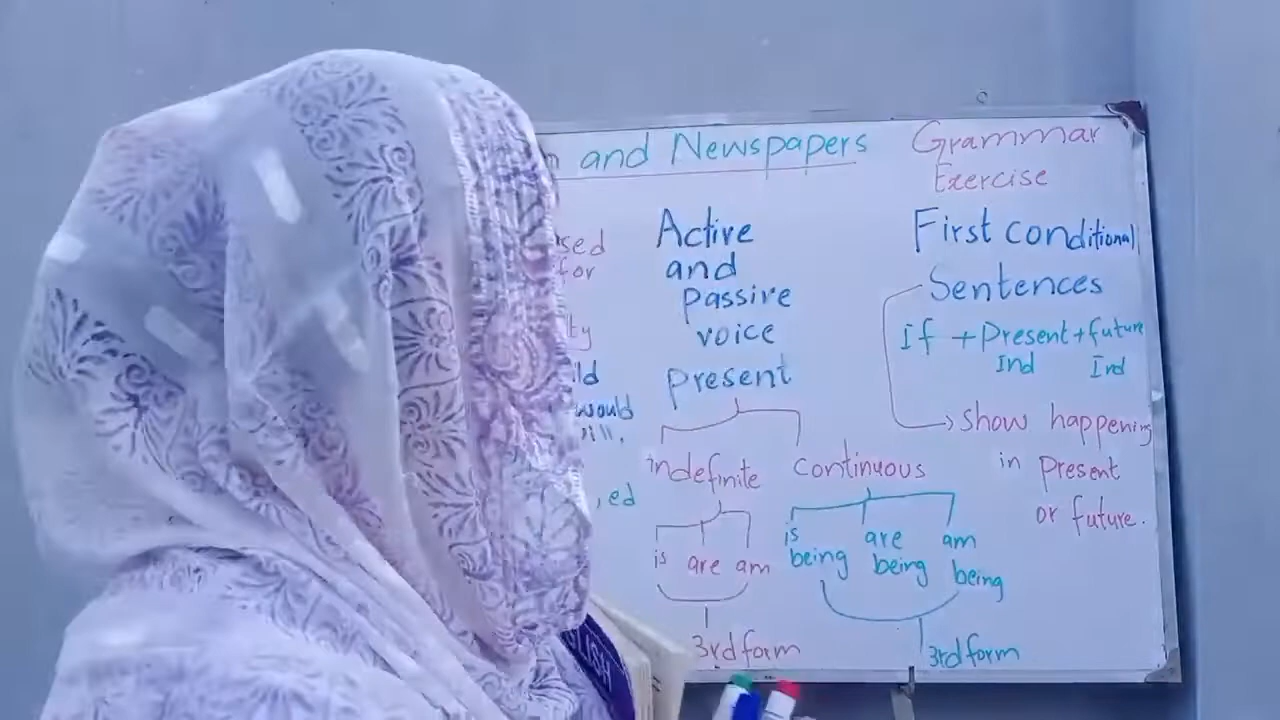 and Newspapers
Active
and
passive
voice
present
indefinite
continuous
is are am
3rd form
is
being
are
being
am
being
3rd form
Grammar
Exercise
First conditional
Sentences
If + Present + future
Ind Ind
show happening
in present
or future.
would